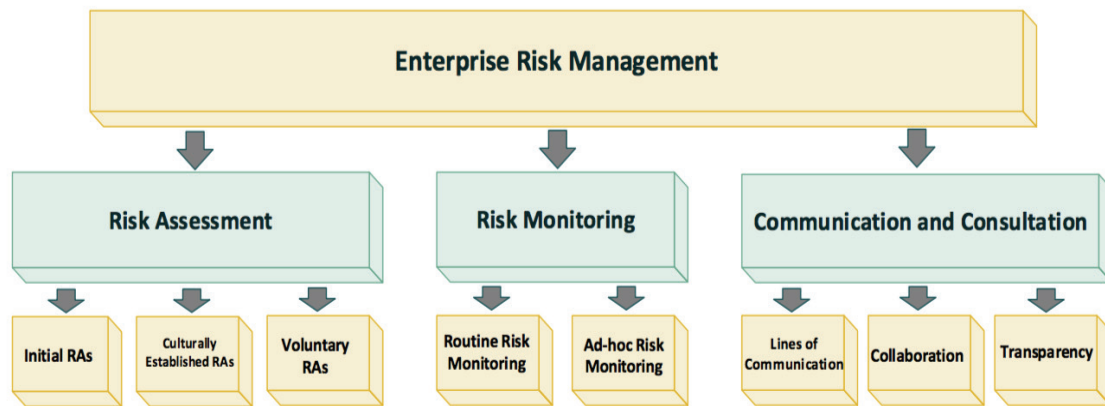 Enterprise Risk Management
Risk Assessment
Risk Monitoring
Communication and Consultation
Initial RAs
Culturally
Established RAs
Voluntary
RAs
Routine Risk
Monitoring
Ad-hoc Risk
Monitoring
Lines of
Communication
Collaboration
Transparency